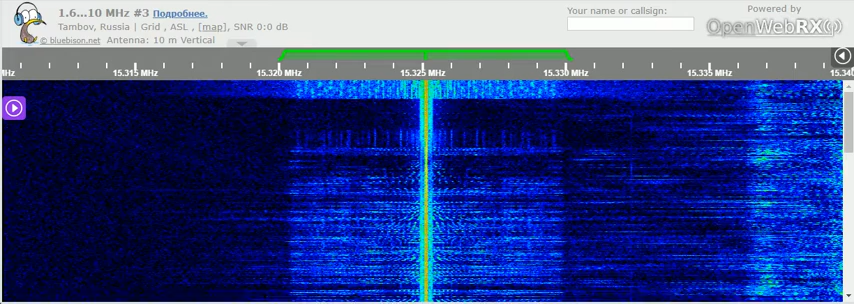 1.6...10 MHz #3 Подробнее.
Tambov, Russia | Grid , ASL , [map], SNR 0:0 dB
© bluebison.net Antenna: 10 m Vertical
Your name or callsign:
Powered by
OpenWebRX
MHz 15.315 MHz 15.320 MHz 15.325 MHz 15.330 MHz 15.335 MHz 15.340